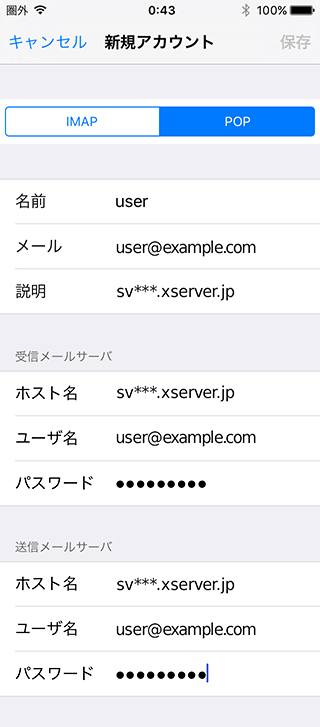 圏外 0:43 100%
キャンセル 新規アカウント 保存
IMAP POP
名前 user
メール user@example.com
説明 sv***.xserver.jp
受信メールサーバ
ホスト名 sv***.xserver.jp
ユーザ名 user@example.com
パスワード ●●●●●●●●●
送信メールサーバ
ホスト名 sv***.xserver.jp
ユーザ名 user@example.com
パスワード ●●●●●●●●●